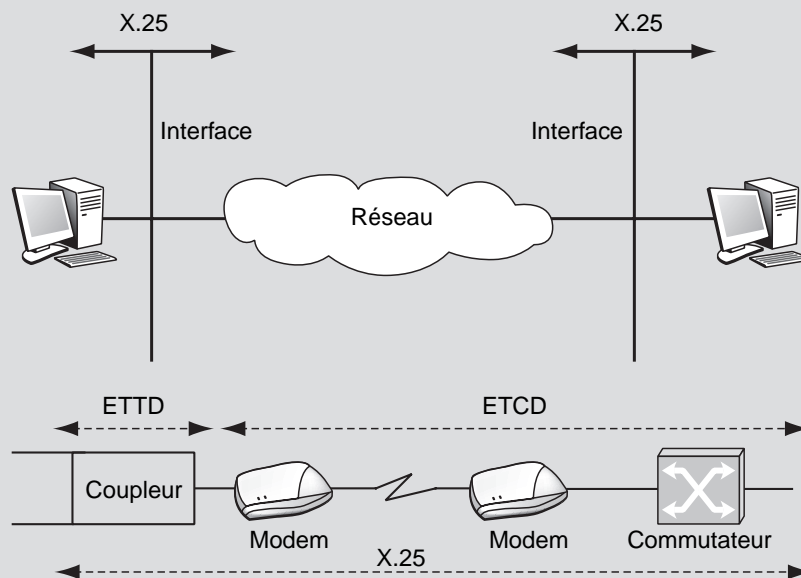 X.25 X.25
Interface Interface
Réseau
ETTD ETCD
Coupleur
Modem Modem Commutateur
X.25